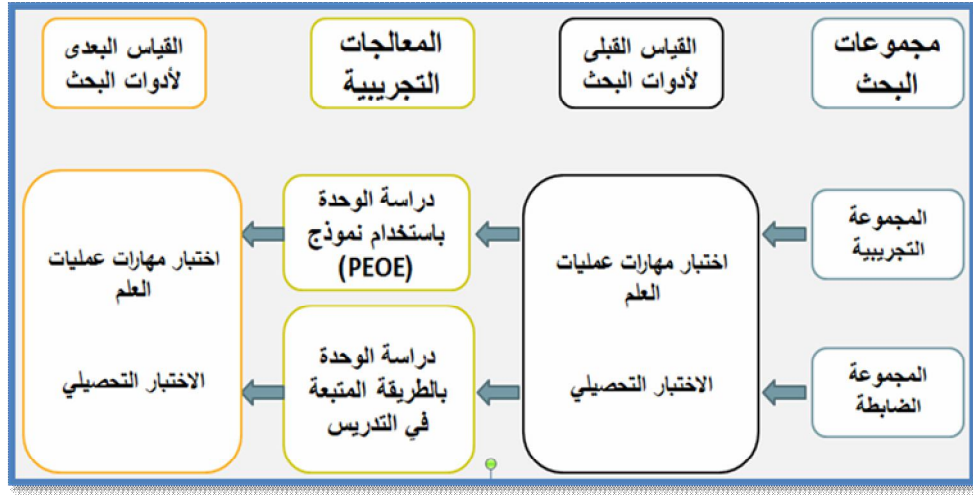 مجموعات
البحث
القياس القبلى
لأدوات البحث
المعالجات
التجريبية
القياس البعدى
لأدوات البحث
المجموعة
التجريبية
المجموعة
الضابطة
اختبار مهارات عمليات
العلم
الاختبار التحصيلي
دراسة الوحدة
باستخدام نموذج
(PEOE)
دراسة الوحدة
بالطريقة المتبعة
في التدريس
اختبار مهارات عمليات
العلم
الاختبار التحصيلي